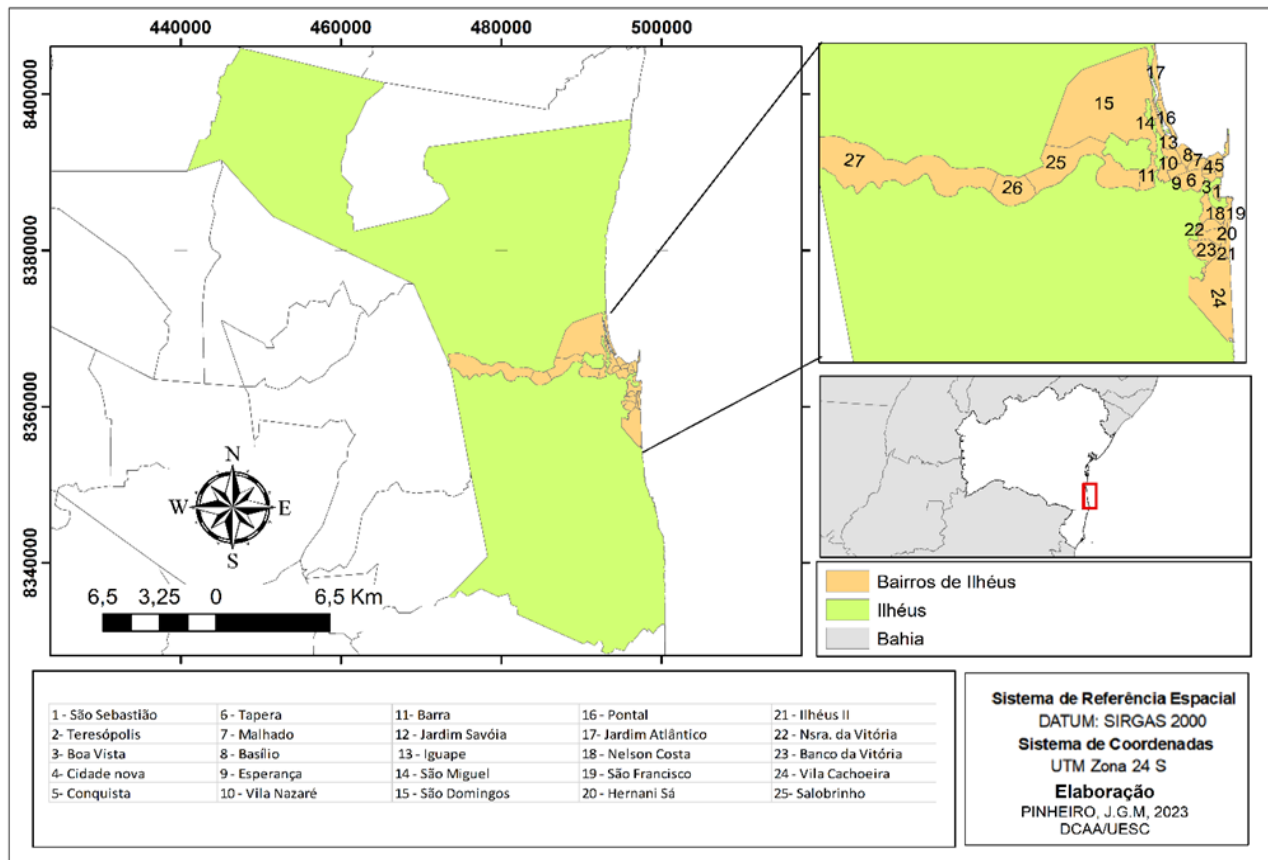 440000 460000 480000 500000
8400000
8380000
8360000
8340000
N
W E
S
6,5 3,25 0 6,5 Km
17
15
16
14
13
27
25
8
7
10
4
5
11
26
9
6
3
1
18
19
22
20
23
21
24
Bairros de Ilhéus
Ilhéus
Bahia
1 - São Sebastião
2- Teresópolis
3- Boa Vista
4- Cidade nova
5- Conquista
6 - Tapera
7 - Malhado
8 - Basílio
9 - Esperança
10 - Vila Nazaré
11- Barra
12 - Jardim Savóia
13 - Iguape
14 - São Miguel
15 - São Domingos
16 - Pontal
17- Jardim Atlântico
18 - Nelson Costa
19 - São Francisco
20 - Hernani Sá
21 - Ilhéus II
22 - Nsra. da Vitória
23 - Banco da Vitória
24 - Vila Cachoeira
25- Salobrinho
Sistema de Referência Espacial
DATUM: SIRGAS 2000
Sistema de Coordenadas
UTM Zona 24 S
Elaboração
PINHEIRO, J.G.M, 2023
DCAA/UESC